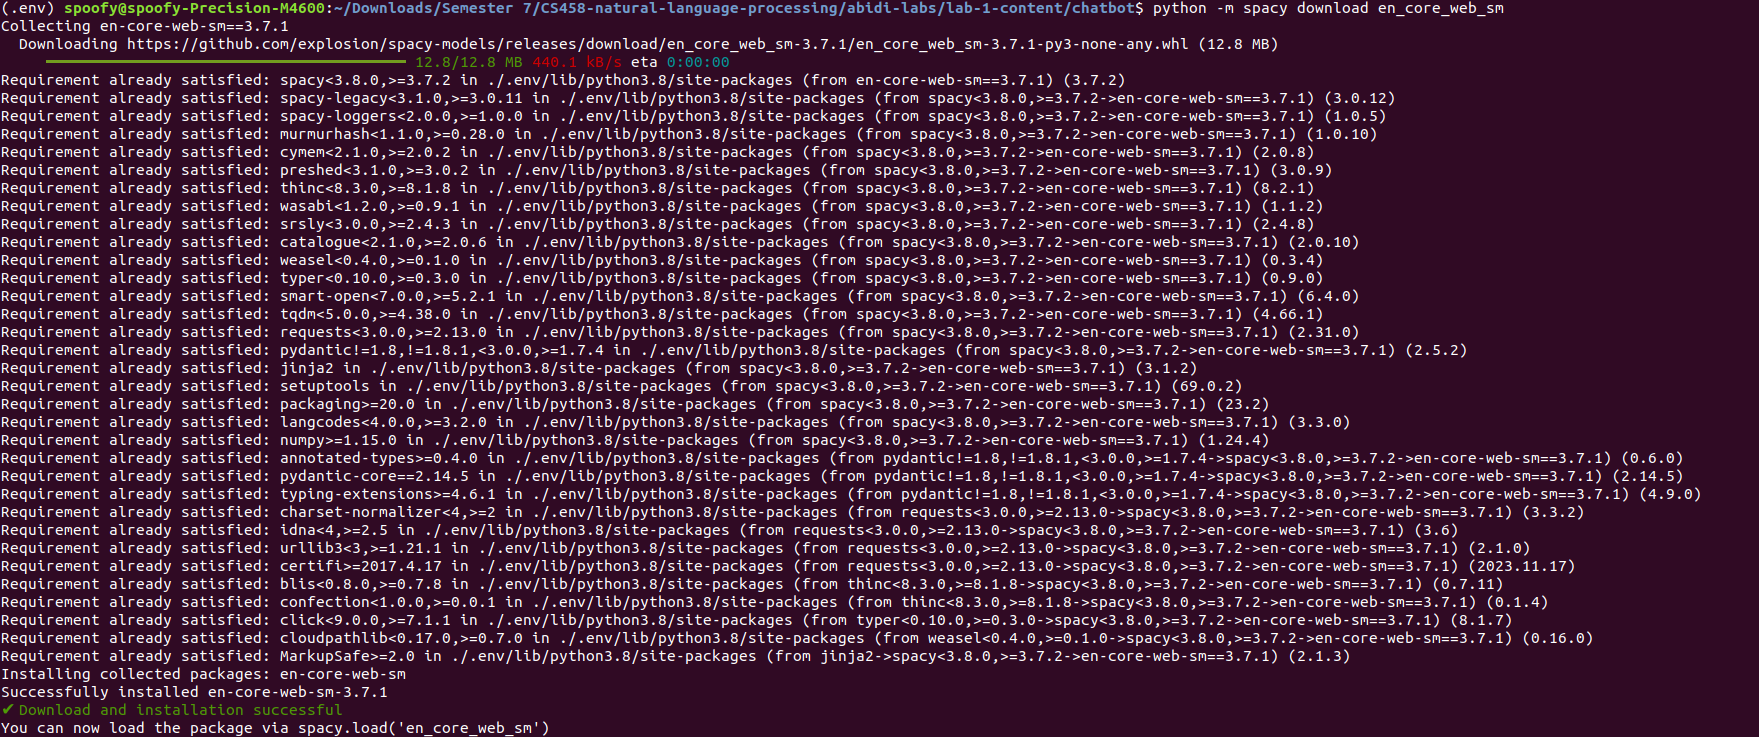 (.env) spoofy@spoofy-Precision-M4600:~/Downloads/Semester 7/CS458-natural-language-processing/abidi-labs/lab-1-content/chatbot$ python -m spacy download en_core_web_sm
Collecting en-core-web-sm==3.7.1
  Downloading https://github.com/explosion/spacy-models/releases/download/en_core_web_sm-3.7.1/en_core_web_sm-3.7.1-py3-none-any.whl (12.8 MB)
12.8/12.8 MB 440.1 kB/s eta 0:00:00
Requirement already satisfied: spacy<3.8.0,>=3.7.2 in ./.env/lib/python3.8/site-packages (from en-core-web-sm==3.7.1) (3.7.2)
Requirement already satisfied: spacy-legacy<3.1.0,>=3.0.11 in ./.env/lib/python3.8/site-packages (from spacy<3.8.0,>=3.7.2->en-core-web-sm==3.7.1) (3.0.12)
Requirement already satisfied: spacy-loggers<2.0.0,>=1.0.0 in ./.env/lib/python3.8/site-packages (from spacy<3.8.0,>=3.7.2->en-core-web-sm==3.7.1) (1.0.5)
Requirement already satisfied: murmurhash<1.1.0,>=0.28.0 in ./.env/lib/python3.8/site-packages (from spacy<3.8.0,>=3.7.2->en-core-web-sm==3.7.1) (1.0.10)
Requirement already satisfied: cymem<2.1.0,>=2.0.2 in ./.env/lib/python3.8/site-packages (from spacy<3.8.0,>=3.7.2->en-core-web-sm==3.7.1) (2.0.8)
Requirement already satisfied: preshed<3.1.0,>=3.0.2 in ./.env/lib/python3.8/site-packages (from spacy<3.8.0,>=3.7.2->en-core-web-sm==3.7.1) (3.0.9)
Requirement already satisfied: thinc<8.3.0,>=8.1.8 in ./.env/lib/python3.8/site-packages (from spacy<3.8.0,>=3.7.2->en-core-web-sm==3.7.1) (8.2.1)
Requirement already satisfied: wasabi<1.2.0,>=0.9.1 in ./.env/lib/python3.8/site-packages (from spacy<3.8.0,>=3.7.2->en-core-web-sm==3.7.1) (1.1.2)
Requirement already satisfied: srsly<3.0.0,>=2.4.3 in ./.env/lib/python3.8/site-packages (from spacy<3.8.0,>=3.7.2->en-core-web-sm==3.7.1) (2.4.8)
Requirement already satisfied: catalogue<2.1.0,>=2.0.6 in ./.env/lib/python3.8/site-packages (from spacy<3.8.0,>=3.7.2->en-core-web-sm==3.7.1) (2.0.10)
Requirement already satisfied: weasel<0.4.0,>=0.1.0 in ./.env/lib/python3.8/site-packages (from spacy<3.8.0,>=3.7.2->en-core-web-sm==3.7.1) (0.3.4)
Requirement already satisfied: typer<0.10.0,>=0.3.0 in ./.env/lib/python3.8/site-packages (from spacy<3.8.0,>=3.7.2->en-core-web-sm==3.7.1) (0.9.0)
Requirement already satisfied: smart-open<7.0.0,>=5.2.1 in ./.env/lib/python3.8/site-packages (from spacy<3.8.0,>=3.7.2->en-core-web-sm==3.7.1) (6.4.0)
Requirement already satisfied: tqdm<5.0.0,>=4.38.0 in ./.env/lib/python3.8/site-packages (from spacy<3.8.0,>=3.7.2->en-core-web-sm==3.7.1) (4.66.1)
Requirement already satisfied: requests<3.0.0,>=2.13.0 in ./.env/lib/python3.8/site-packages (from spacy<3.8.0,>=3.7.2->en-core-web-sm==3.7.1) (2.31.0)
Requirement already satisfied: pydantic!=1.8,!=1.8.1,<3.0.0,>=1.7.4 in ./.env/lib/python3.8/site-packages (from spacy<3.8.0,>=3.7.2->en-core-web-sm==3.7.1) (2.5.2)
Requirement already satisfied: jinja2 in ./.env/lib/python3.8/site-packages (from spacy<3.8.0,>=3.7.2->en-core-web-sm==3.7.1) (3.1.2)
Requirement already satisfied: setuptools in ./.env/lib/python3.8/site-packages (from spacy<3.8.0,>=3.7.2->en-core-web-sm==3.7.1) (69.0.2)
Requirement already satisfied: packaging>=20.0 in ./.env/lib/python3.8/site-packages (from spacy<3.8.0,>=3.7.2->en-core-web-sm==3.7.1) (23.2)
Requirement already satisfied: langcodes<4.0.0,>=3.2.0 in ./.env/lib/python3.8/site-packages (from spacy<3.8.0,>=3.7.2->en-core-web-sm==3.7.1) (3.3.0)
Requirement already satisfied: numpy>=1.15.0 in ./.env/lib/python3.8/site-packages (from spacy<3.8.0,>=3.7.2->en-core-web-sm==3.7.1) (1.24.4)
Requirement already satisfied: annotated-types>=0.4.0 in ./.env/lib/python3.8/site-packages (from pydantic!=1.8,!=1.8.1,<3.0.0,>=1.7.4->spacy<3.8.0,>=3.7.2->en-core-web-sm==3.7.1) (0.6.0)
Requirement already satisfied: pydantic-core==2.14.5 in ./.env/lib/python3.8/site-packages (from pydantic!=1.8,!=1.8.1,<3.0.0,>=1.7.4->spacy<3.8.0,>=3.7.2->en-core-web-sm==3.7.1) (2.14.5)
Requirement already satisfied: typing-extensions>=4.6.1 in ./.env/lib/python3.8/site-packages (from pydantic!=1.8,!=1.8.1,<3.0.0,>=1.7.4->spacy<3.8.0,>=3.7.2->en-core-web-sm==3.7.1) (4.9.0)
Requirement already satisfied: charset-normalizer<4,>=2 in ./.env/lib/python3.8/site-packages (from requests<3.0.0,>=2.13.0->spacy<3.8.0,>=3.7.2->en-core-web-sm==3.7.1) (3.3.2)
Requirement already satisfied: idna<4,>=2.5 in ./.env/lib/python3.8/site-packages (from requests<3.0.0,>=2.13.0->spacy<3.8.0,>=3.7.2->en-core-web-sm==3.7.1) (3.6)
Requirement already satisfied: urllib3<3,>=1.21.1 in ./.env/lib/python3.8/site-packages (from requests<3.0.0,>=2.13.0->spacy<3.8.0,>=3.7.2->en-core-web-sm==3.7.1) (2.1.0)
Requirement already satisfied: certifi>=2017.4.17 in ./.env/lib/python3.8/site-packages (from requests<3.0.0,>=2.13.0->spacy<3.8.0,>=3.7.2->en-core-web-sm==3.7.1) (2023.11.17)
Requirement already satisfied: blis<0.8.0,>=0.7.8 in ./.env/lib/python3.8/site-packages (from thinc<8.3.0,>=8.1.8->spacy<3.8.0,>=3.7.2->en-core-web-sm==3.7.1) (0.7.11)
Requirement already satisfied: confection<1.0.0,>=0.0.1 in ./.env/lib/python3.8/site-packages (from thinc<8.3.0,>=8.1.8->spacy<3.8.0,>=3.7.2->en-core-web-sm==3.7.1) (0.1.4)
Requirement already satisfied: click<9.0.0,>=7.1.1 in ./.env/lib/python3.8/site-packages (from typer<0.10.0,>=0.3.0->spacy<3.8.0,>=3.7.2->en-core-web-sm==3.7.1) (8.1.7)
Requirement already satisfied: cloudpathlib<0.17.0,>=0.7.0 in ./.env/lib/python3.8/site-packages (from weasel<0.4.0,>=0.1.0->spacy<3.8.0,>=3.7.2->en-core-web-sm==3.7.1) (0.16.0)
Requirement already satisfied: MarkupSafe>=2.0 in ./.env/lib/python3.8/site-packages (from jinja2->spacy<3.8.0,>=3.7.2->en-core-web-sm==3.7.1) (2.1.3)
Installing collected packages: en-core-web-sm
Successfully installed en-core-web-sm-3.7.1
✔ Download and installation successful
You can now load the package via spacy.load('en_core_web_sm')